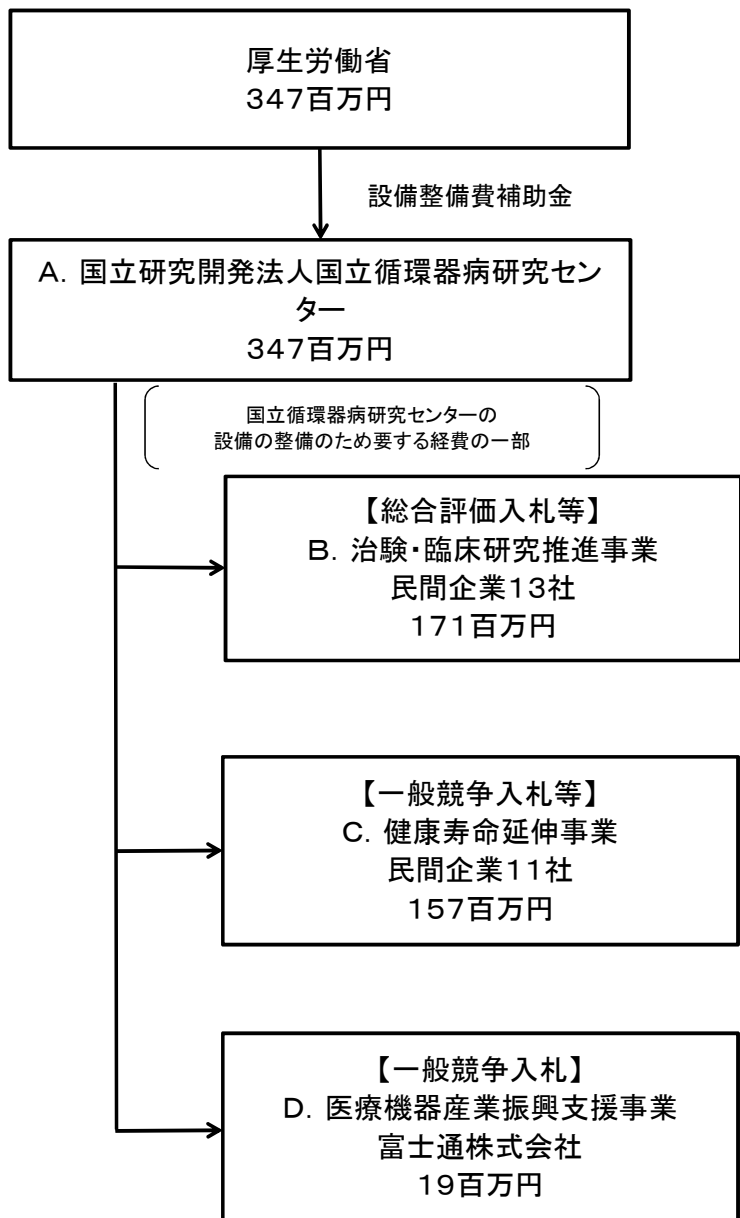 厚生労働省
347百万円
設備整備費補助金
A. 国立研究開発法人国立循環器病研究セン
ター
347百万円
国立循環器病研究センターの
設備の整備のため要する経費の一部
【総合評価入札等】
B. 治験・臨床研究推進事業
民間企業13社
171百万円
【一般競争入札等】
C. 健康寿命延伸事業
民間企業11社
157百万円
【一般競争入札】
D. 医療機器産業振興支援事業
富士通株式会社
19百万円